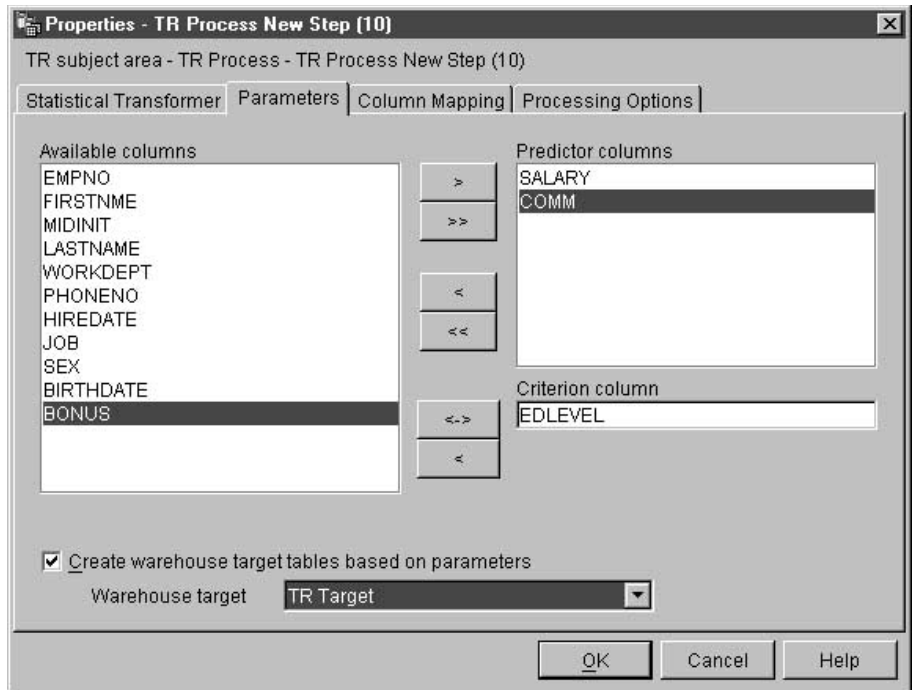 Properties - TR Process New Step (10)
TR subject area - TR Process - TR Process New Step (10)
Statistical Transformer Parameters Column Mapping Processing Options
Available columns
EMPNO
FIRSTNME
MIDINIT
LASTNAME
WORKDEPT
PHONENO
HIREDATE
JOB
SEX
BIRTHDATE
BONUS
>
>>
<
<<
<->
<
Predictor columns
SALARY
COMM
Criterion column
EDLEVEL
Create warehouse target tables based on parameters
Warehouse target TR Target
OK Cancel Help